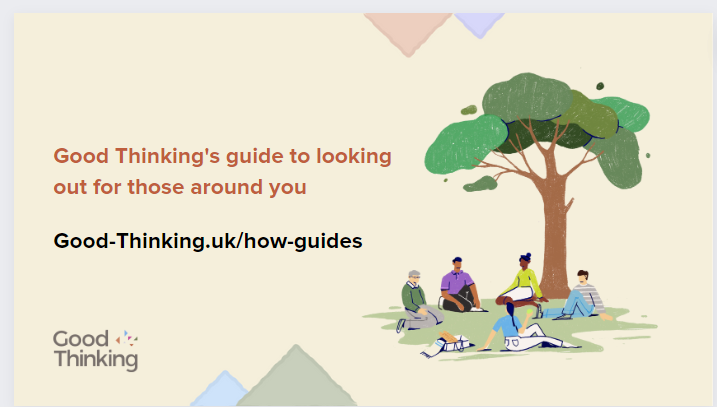 Good Thinking's guide to looking
out for those around you
Good-Thinking.uk/how-guides
Good
Thinking